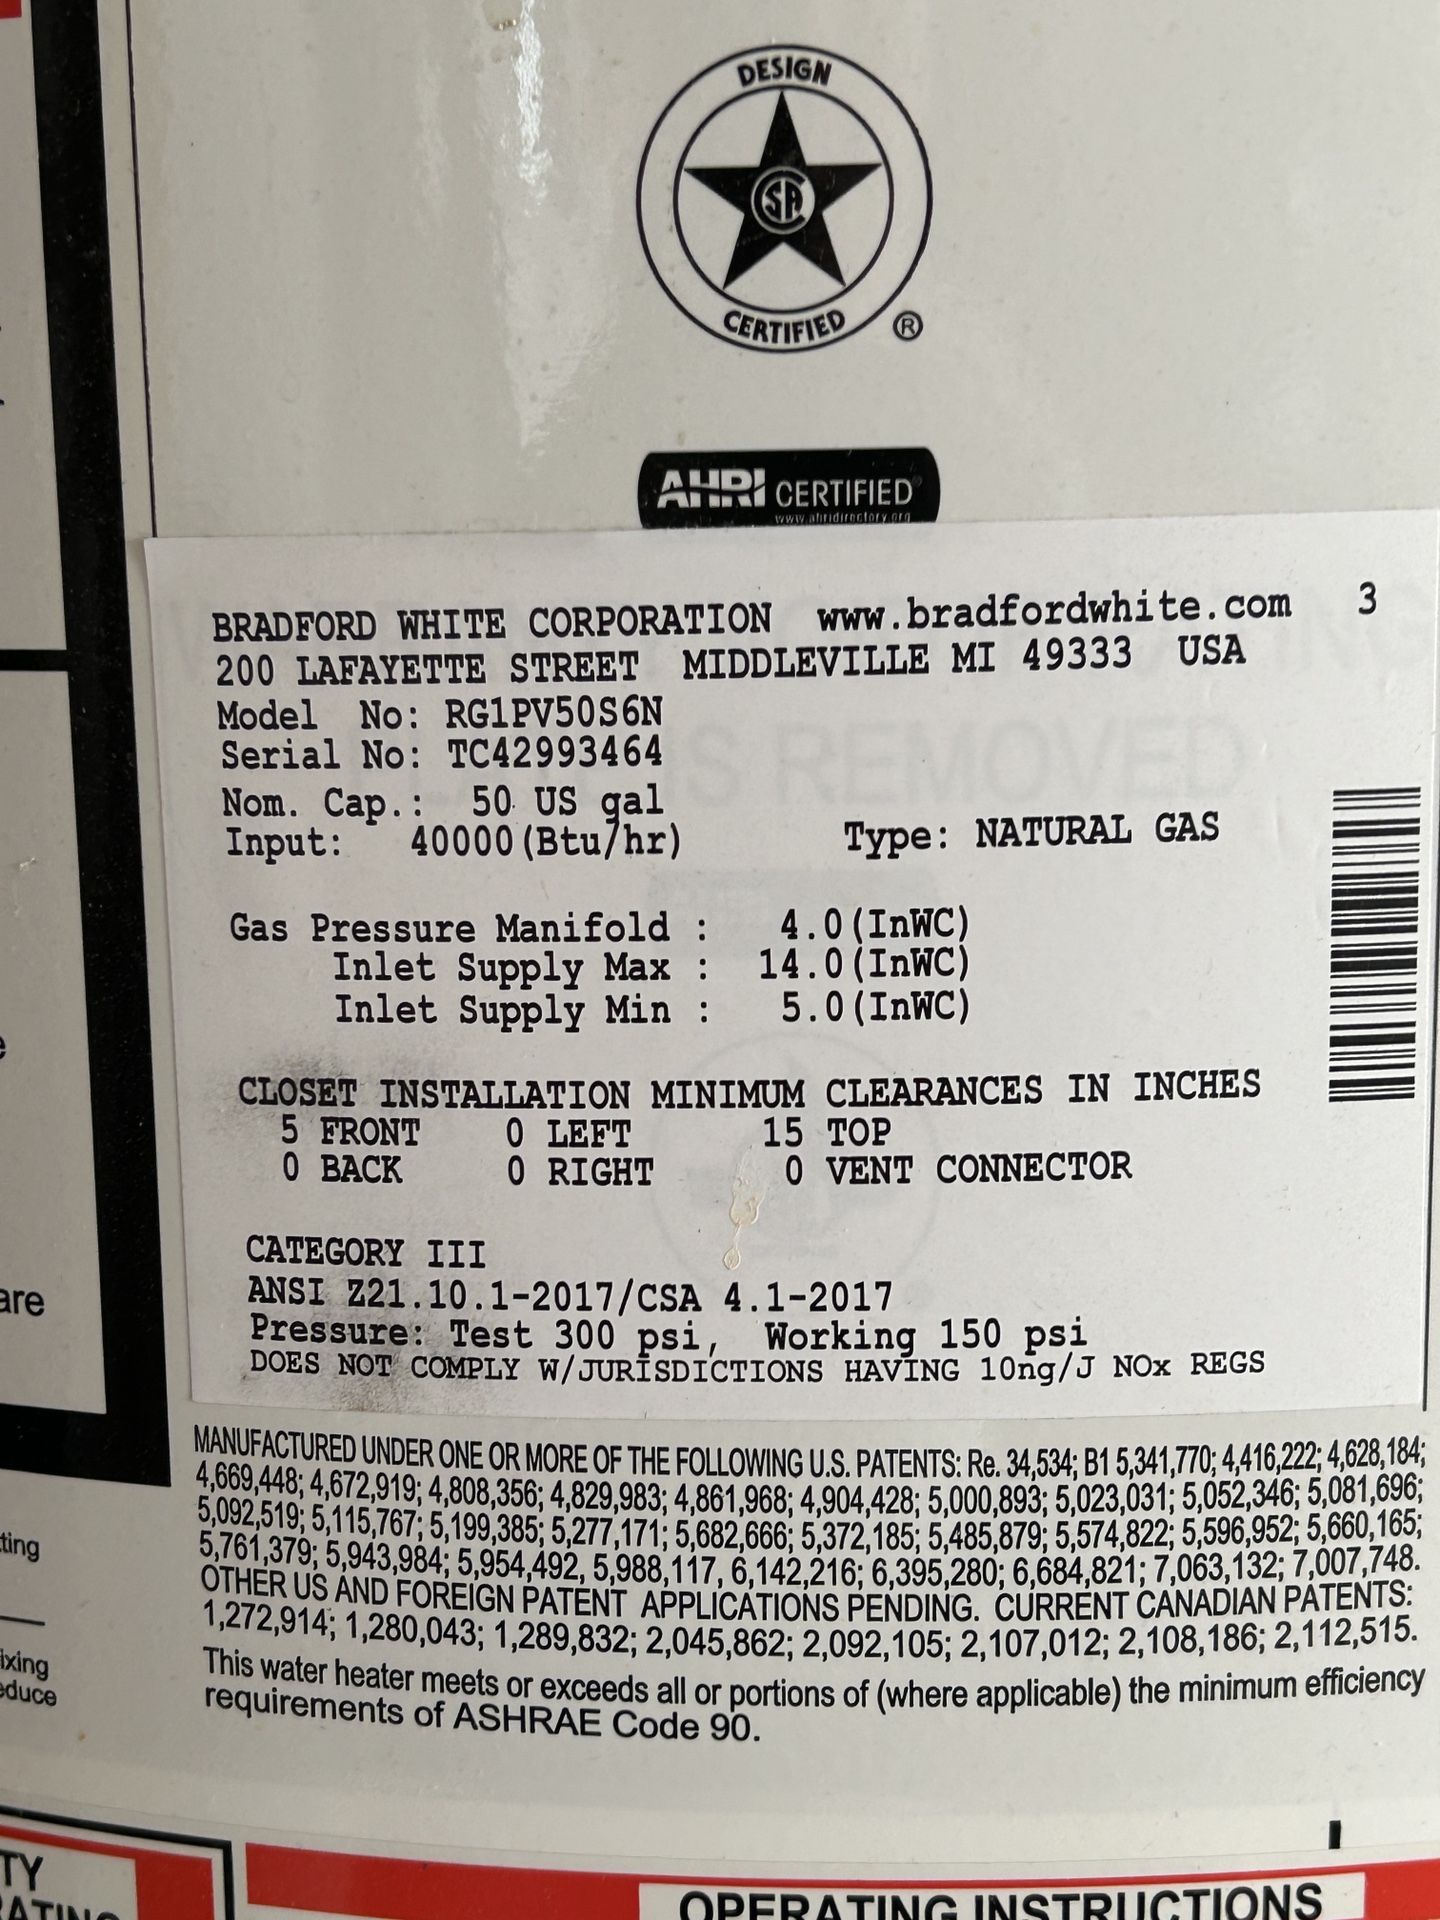 DESIGN
CSA
CERTIFIED
®
AHRI CERTIFIED®
www.ahridirectory.org
BRADFORD WHITE CORPORATION www.bradfordwhite.com 3
200 LAFAYETTE STREET MIDDLEVILLE MI 49333 USA
Model No: RG1PV50S6N
Serial No: TC42993464
Nom. Cap.: 50 US gal
Input: 40000(Btu/hr) Type: NATURAL GAS
Gas Pressure Manifold : 4.0(InWC)
Inlet Supply Max : 14.0(InWC)
Inlet Supply Min : 5.0(InWC)
CLOSET INSTALLATION MINIMUM CLEARANCES IN INCHES
5 FRONT 0 LEFT 15 TOP
0 BACK 0 RIGHT 0 VENT CONNECTOR
CATEGORY III
ANSI Z21.10.1-2017/CSA 4.1-2017
Pressure: Test 300 psi, Working 150 psi
DOES NOT COMPLY W/JURISDICTIONS HAVING 10ng/J NOx REGS
MANUFACTURED UNDER ONE OR MORE OF THE FOLLOWING U.S. PATENTS: Re. 34,534; B1 5,341,770; 4,416,222; 4,628,184;
4,669,448; 4,672,919; 4,808,356; 4,829,983; 4,861,968; 4,904,428; 5,000,893; 5,023,031; 5,052,346; 5,081,696;
5,092,519; 5,115,767; 5,199,385; 5,277,171; 5,682,666; 5,372,185; 5,485,879; 5,574,822; 5,596,952; 5,660,165;
5,761,379; 5,943,984; 5,954,492, 5,988,117, 6,142,216; 6,395,280; 6,684,821; 7,063,132; 7,007,748.
OTHER US AND FOREIGN PATENT APPLICATIONS PENDING. CURRENT CANADIAN PATENTS:
1,272,914; 1,280,043; 1,289,832; 2,045,862; 2,092,105; 2,107,012; 2,108,186; 2,112,515.
This water heater meets or exceeds all or portions of (where applicable) the minimum efficiency
requirements of ASHRAE Code 90.
OPERATING INSTRUCTIONS
are